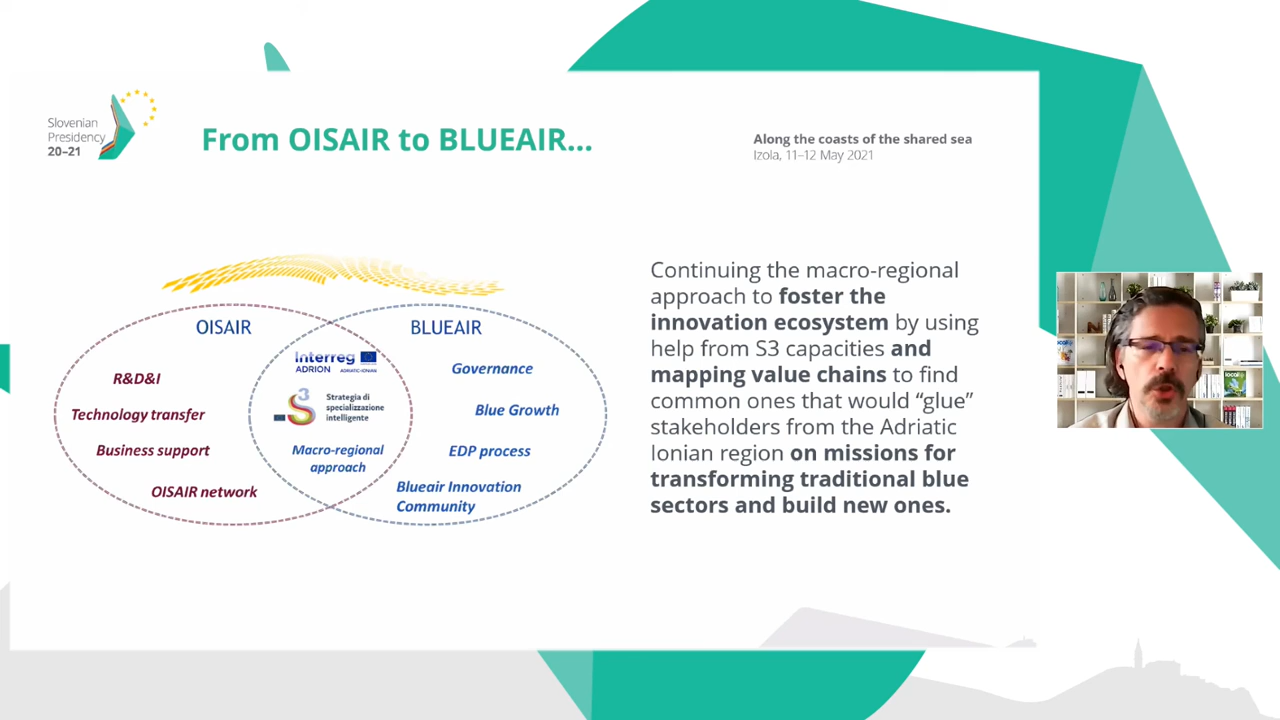 Slovenian
Presidency
20–21
From OISAIR to BLUEAIR...
Along the coasts of the shared sea
Izola, 11–12 May 2021
OISAIR
R&D&I
Technology transfer
Business support
OISAIR network
Interreg
ADRION ADRIATIC-IONIAN
S3
Strategia di
specializzazione
intelligente
Macro-regional
approach
BLUEAIR
Governance
Blue Growth
EDP process
Blueair Innovation
Community
Continuing the macro-regional
approach to foster the
innovation ecosystem by using
help from S3 capacities and
mapping value chains to find
common ones that would “glue”
stakeholders from the Adriatic
Ionian region on missions for
transforming traditional blue
sectors and build new ones.
local